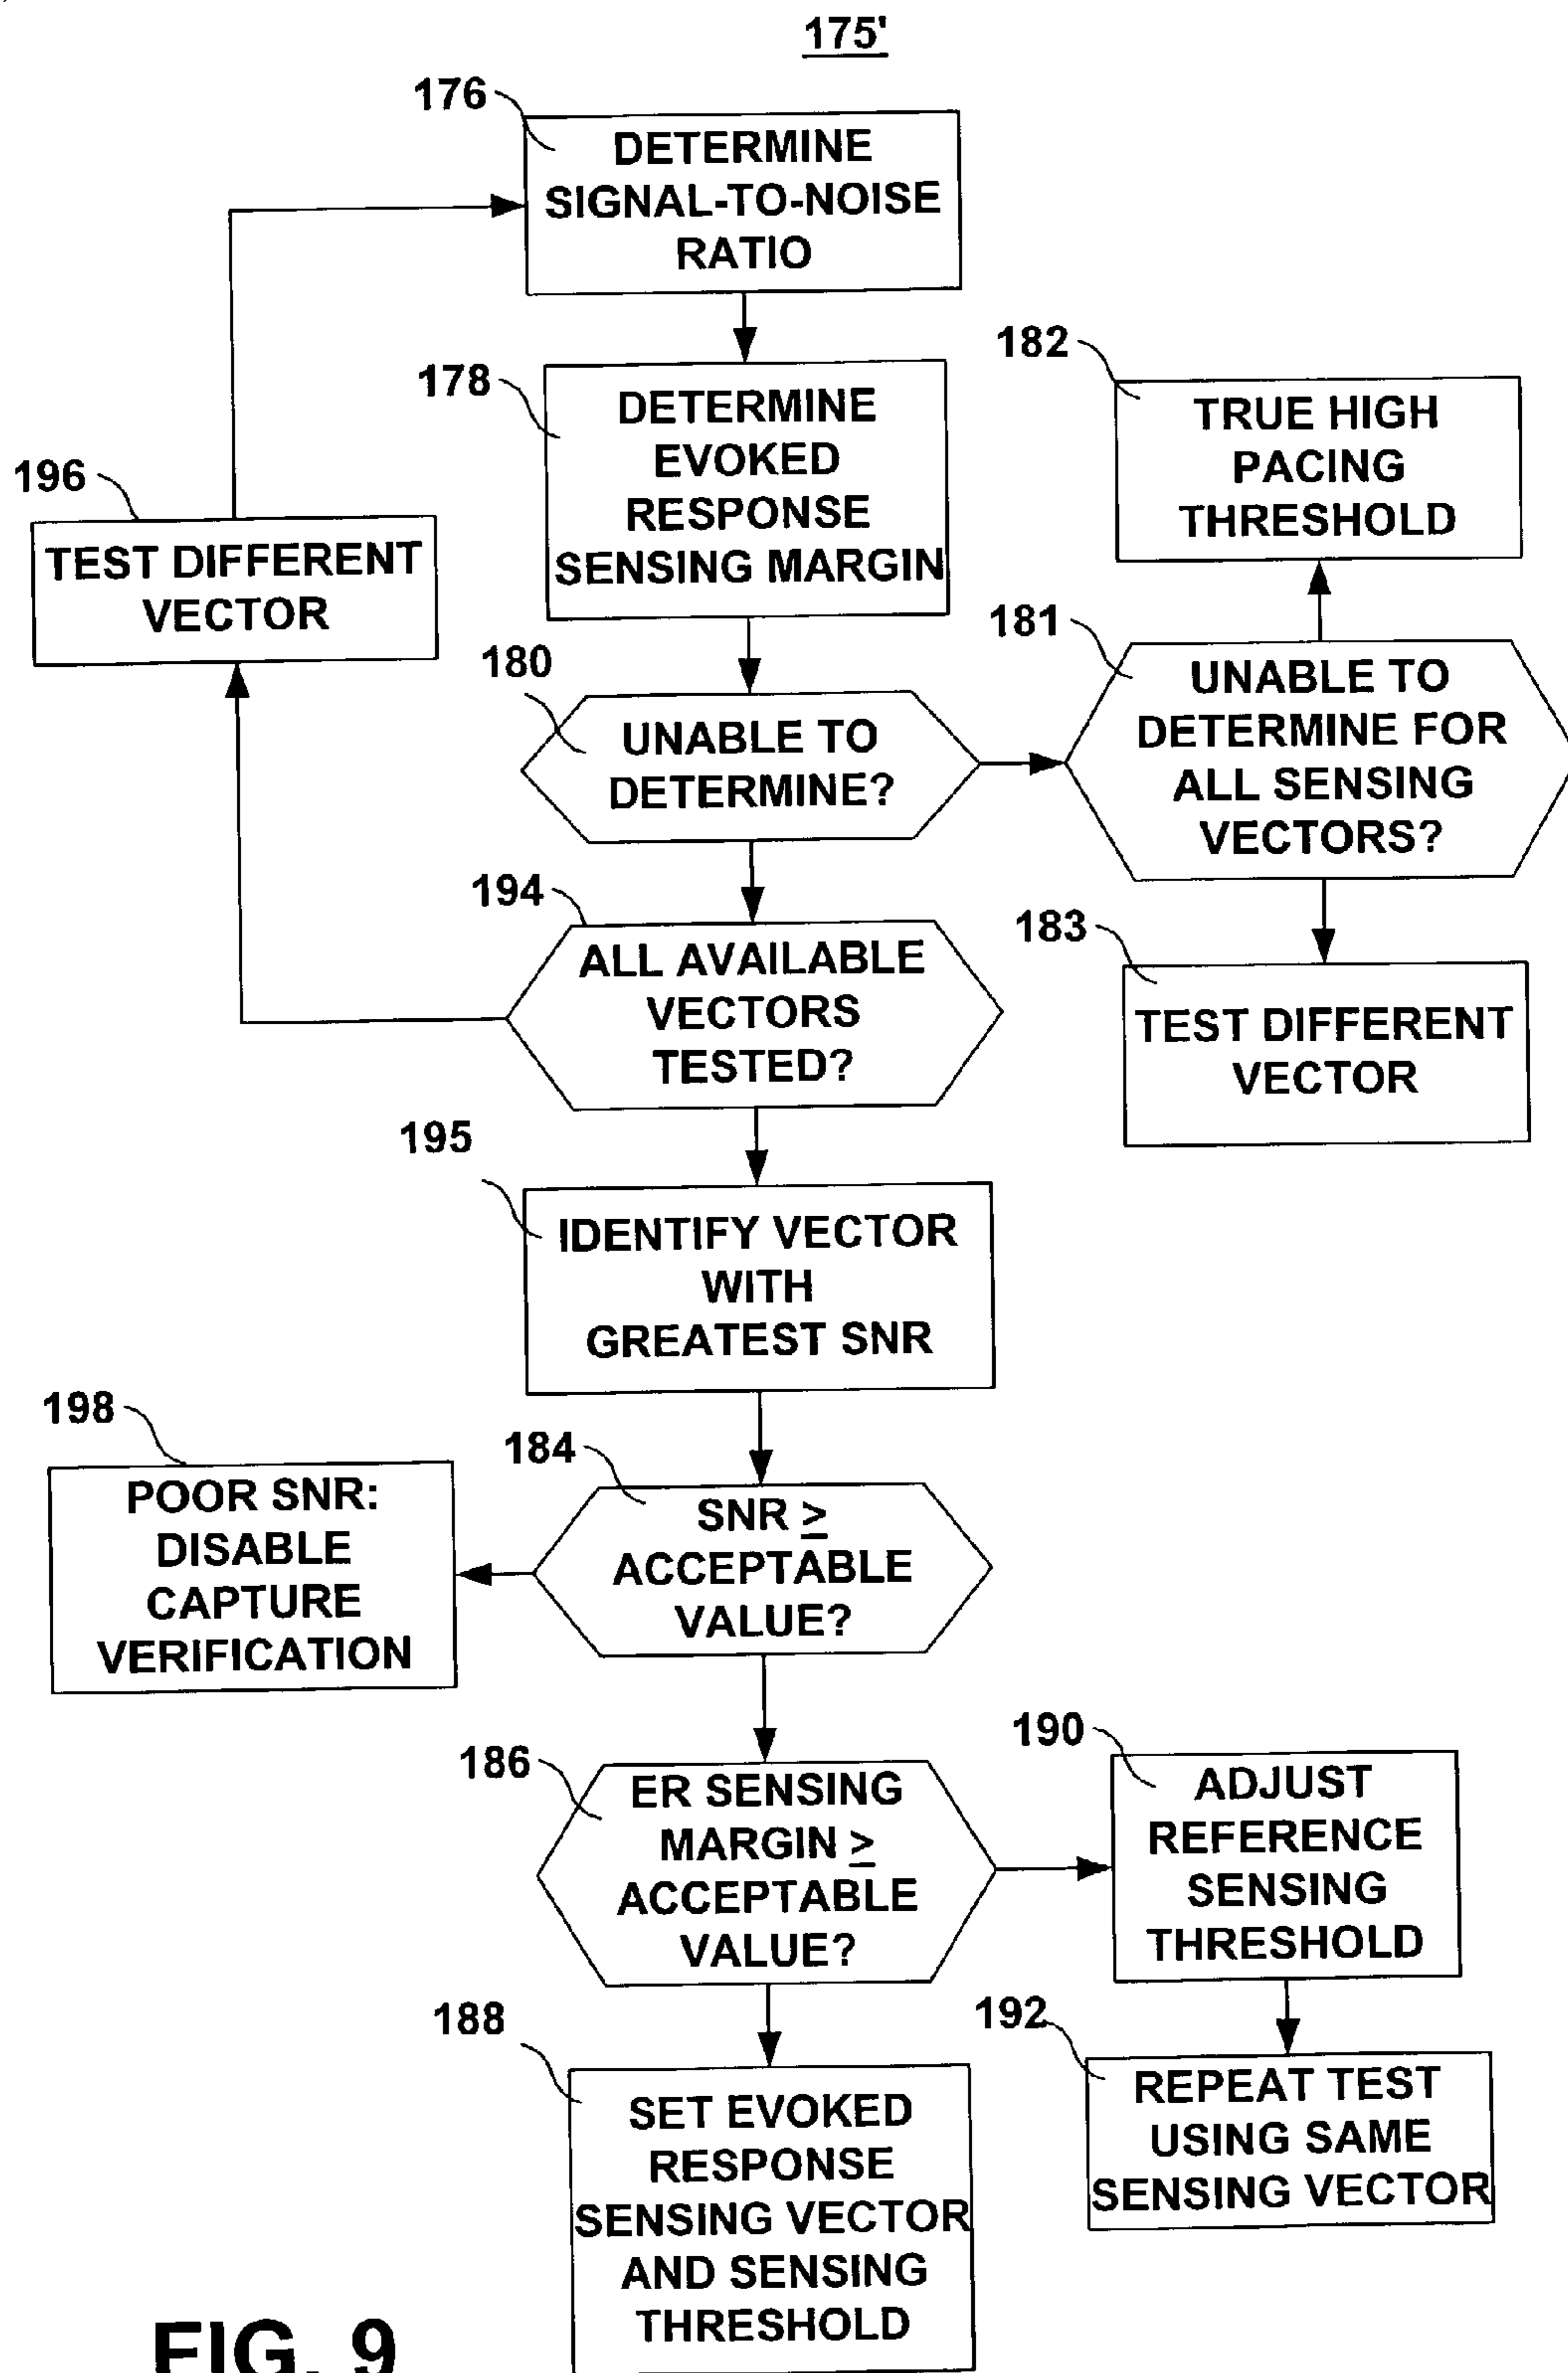 175'
176
DETERMINE
SIGNAL-TO-NOISE
RATIO
178
DETERMINE
EVOKED
RESPONSE
SENSING MARGIN
182
TRUE HIGH
PACING
THRESHOLD
196
TEST DIFFERENT
VECTOR
180
UNABLE TO
DETERMINE?
181
UNABLE TO
DETERMINE FOR
ALL SENSING
VECTORS?
194
ALL AVAILABLE
VECTORS
TESTED?
183
TEST DIFFERENT
VECTOR
195
IDENTIFY VECTOR
WITH
GREATEST SNR
198
POOR SNR:
DISABLE
CAPTURE
VERIFICATION
184
SNR ≥
ACCEPTABLE
VALUE?
186
ER SENSING
MARGIN ≥
ACCEPTABLE
VALUE?
190
ADJUST
REFERENCE
SENSING
THRESHOLD
188
SET EVOKED
RESPONSE
SENSING VECTOR
AND SENSING
THRESHOLD
192
REPEAT TEST
USING SAME
SENSING VECTOR
FIG. 9